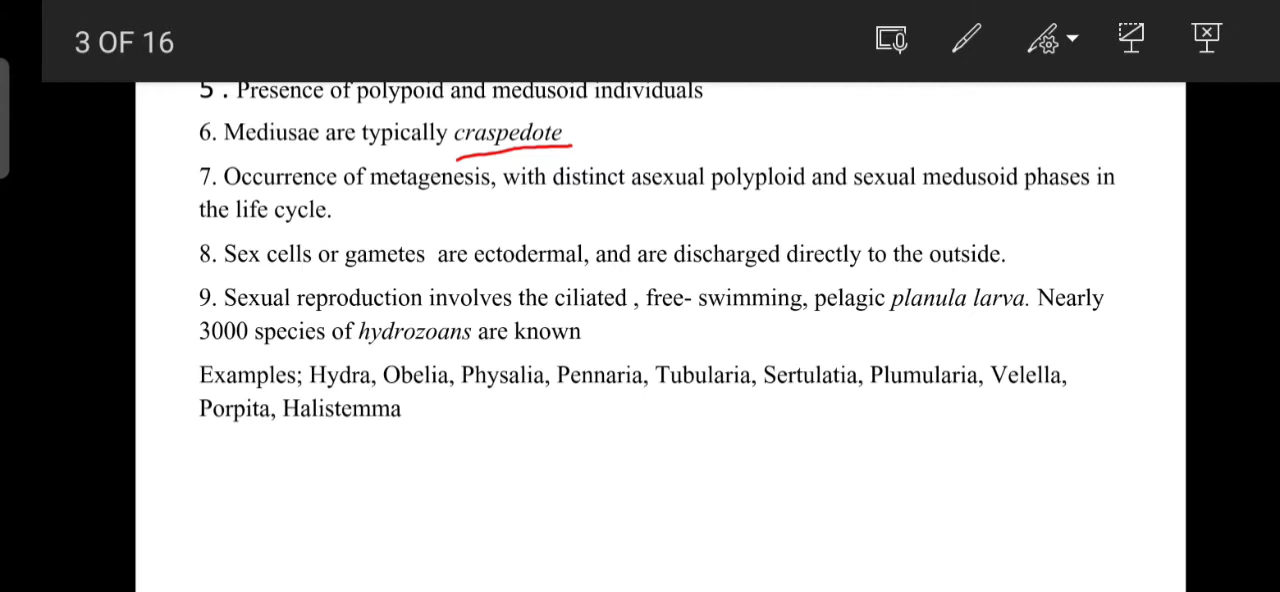 3 OF 16
5 . Presence of polypoid and medusoid individuals
6. Mediusae are typically craspedote
7. Occurrence of metagenesis, with distinct asexual polyploid and sexual medusoid phases in
the life cycle.
8. Sex cells or gametes are ectodermal, and are discharged directly to the outside.
9. Sexual reproduction involves the ciliated , free- swimming, pelagic planula larva. Nearly
3000 species of hydrozoans are known
Examples; Hydra, Obelia, Physalia, Pennaria, Tubularia, Sertulatia, Plumularia, Velella,
Porpita, Halistemma